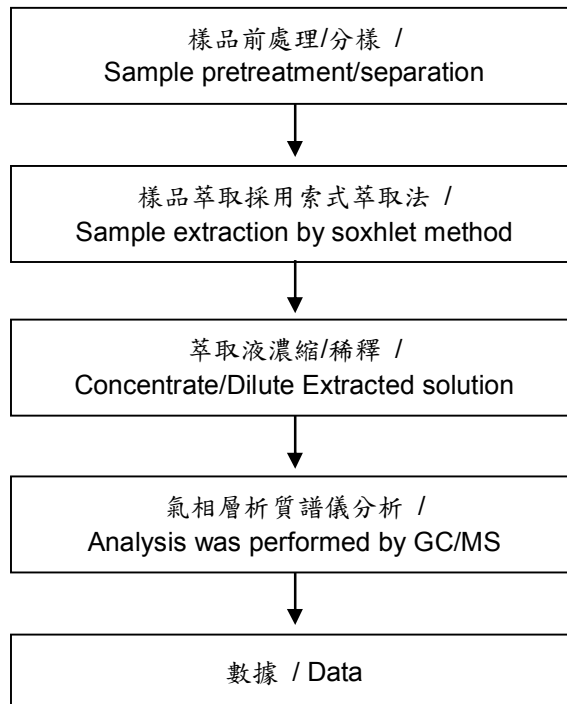 樣品前處理/分樣 /
Sample pretreatment/separation
樣品萃取採用索式萃取法 /
Sample extraction by soxhlet method
萃取液濃縮/稀釋 /
Concentrate/Dilute Extracted solution
氣相層析質譜儀分析 /
Analysis was performed by GC/MS
數據 / Data